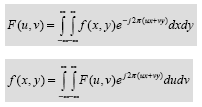 F(u,v) = ∫_{-∞}^{∞} ∫_{-∞}^{∞} f(x,y)e^{-j2π(ux+vy)}dxdy
f(x,y) = ∫_{-∞}^{∞} ∫_{-∞}^{∞} F(u,v)e^{j2π(ux+vy)}dudv